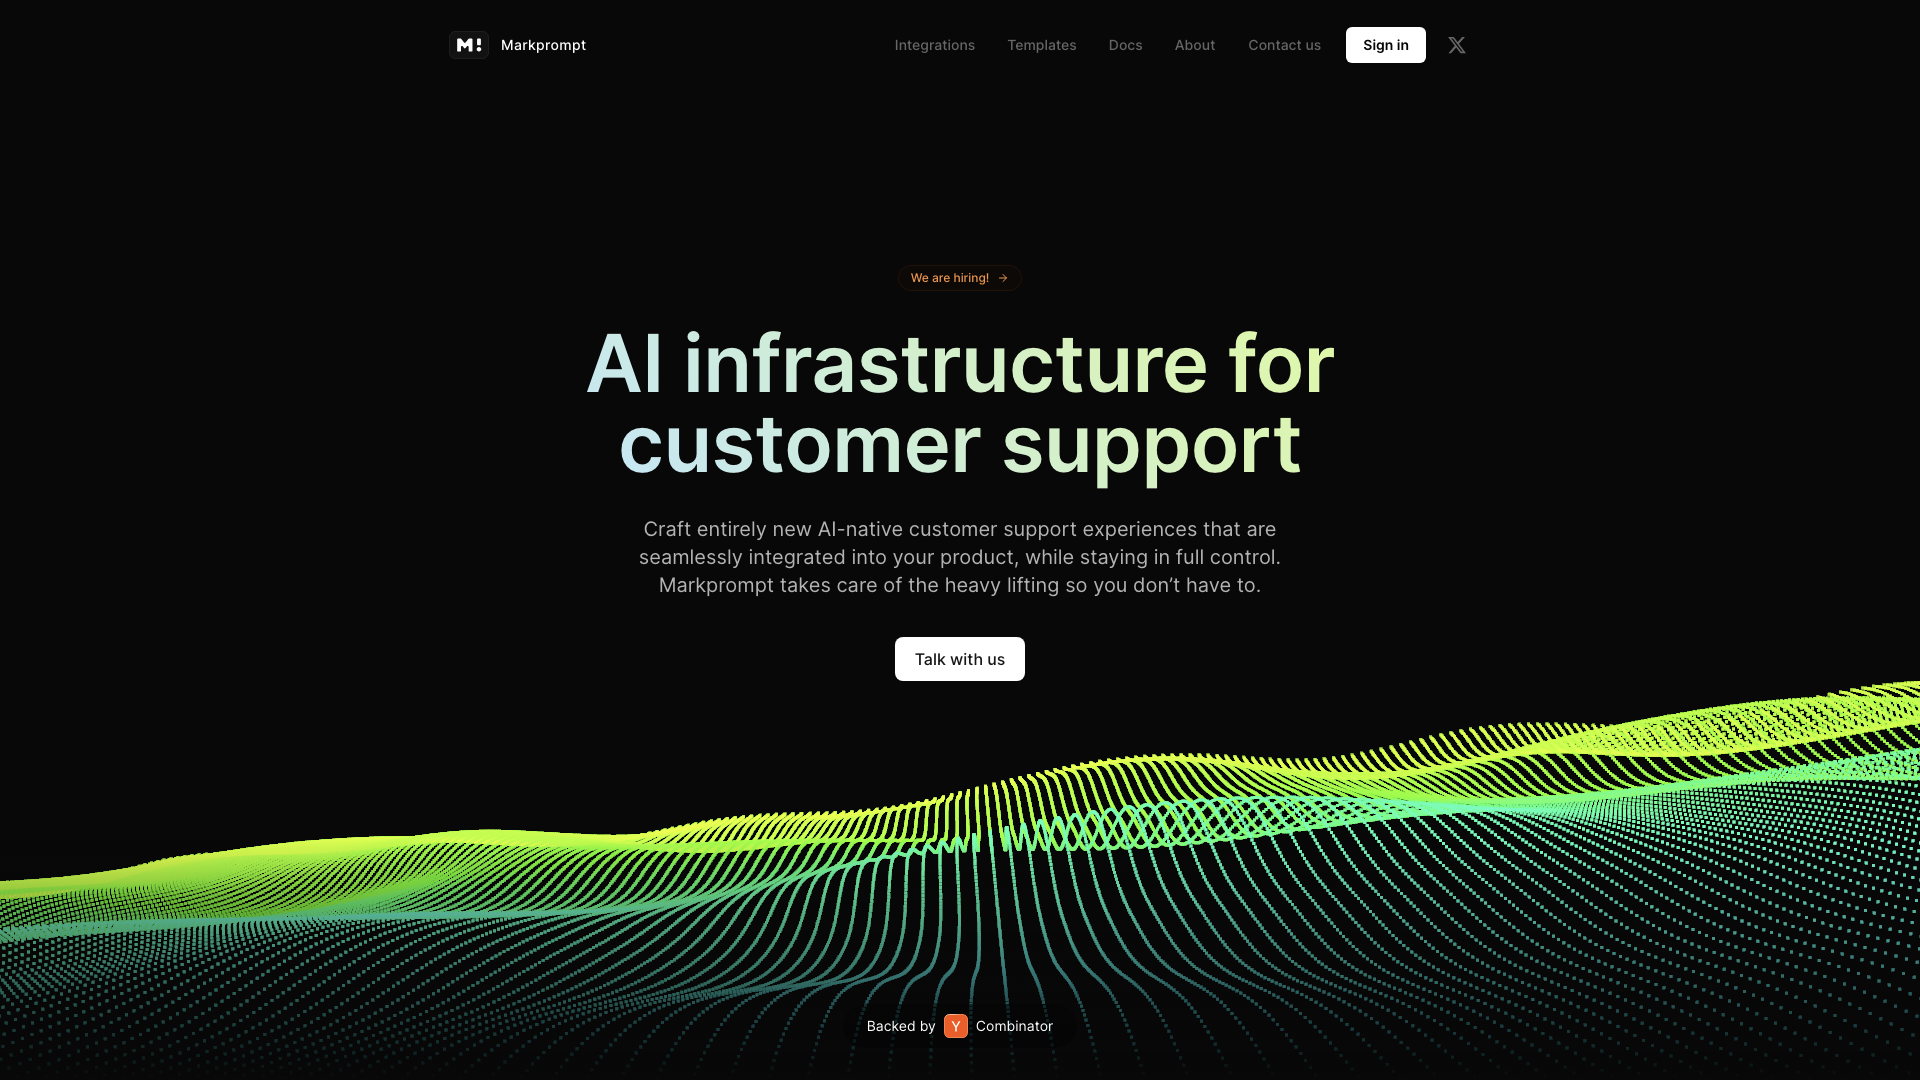 M! Markprompt
Integrations Templates Docs About Contact us Sign in X
We are hiring! →
AI infrastructure for
customer support
Craft entirely new AI-native customer support experiences that are
seamlessly integrated into your product, while staying in full control.
Markprompt takes care of the heavy lifting so you don’t have to.
Talk with us
Backed by Y Combinator